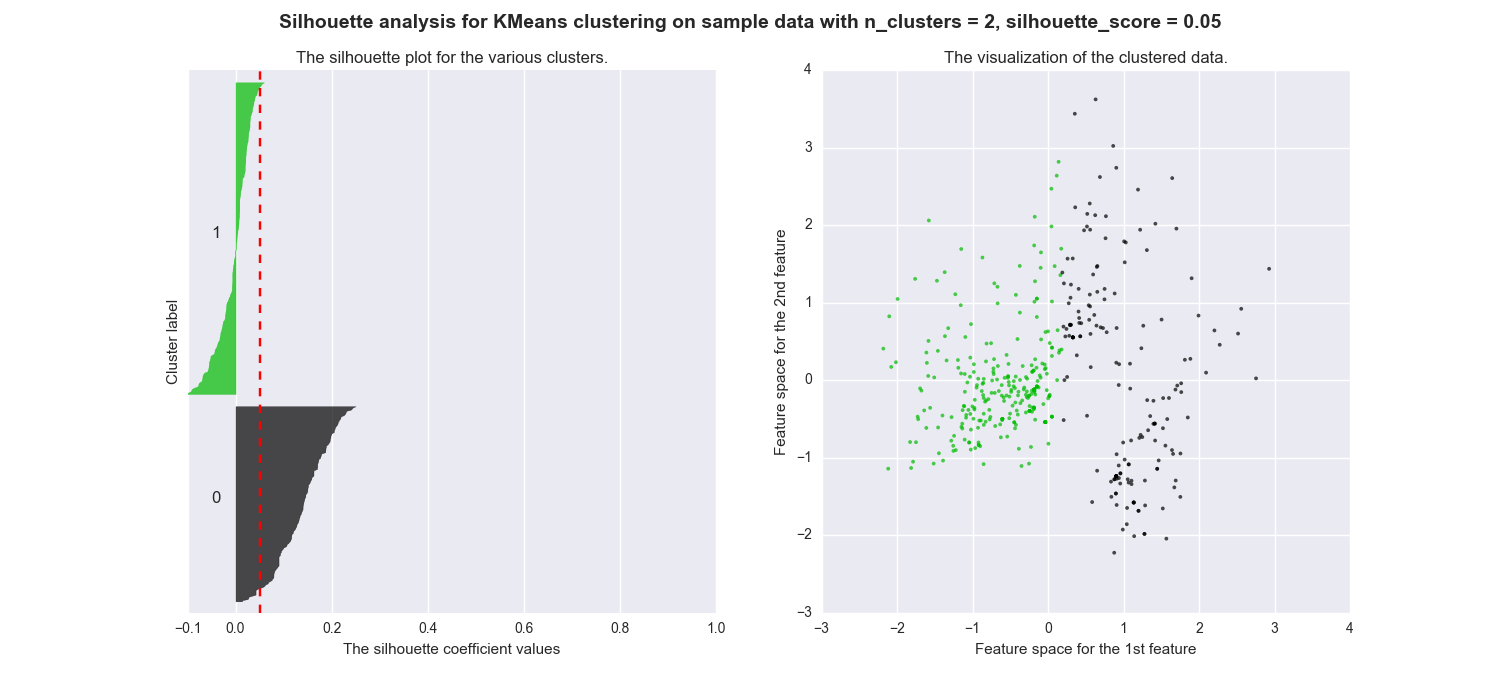 Silhouette analysis for KMeans clustering on sample data with n_clusters = 2, silhouette_score = 0.05
The silhouette plot for the various clusters.
Cluster label
1
0
−0.1 0.0 0.2 0.4 0.6 0.8 1.0
The silhouette coefficient values
The visualization of the clustered data.
Feature space for the 2nd feature
4
3
2
1
0
−1
−2
−3
−3 −2 −1 0 1 2 3 4
Feature space for the 1st feature